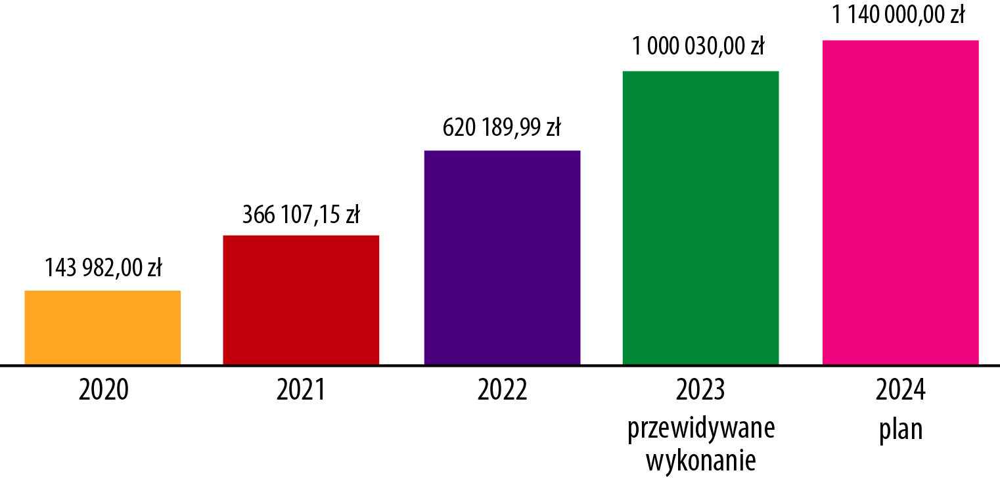 1 140 000,00 zł
1 000 030,00 zł
620 189,99 zł
366 107,15 zł
143 982,00 zł
2020
2021
2022
2023
2024
przewidywane
wykonanie
plan